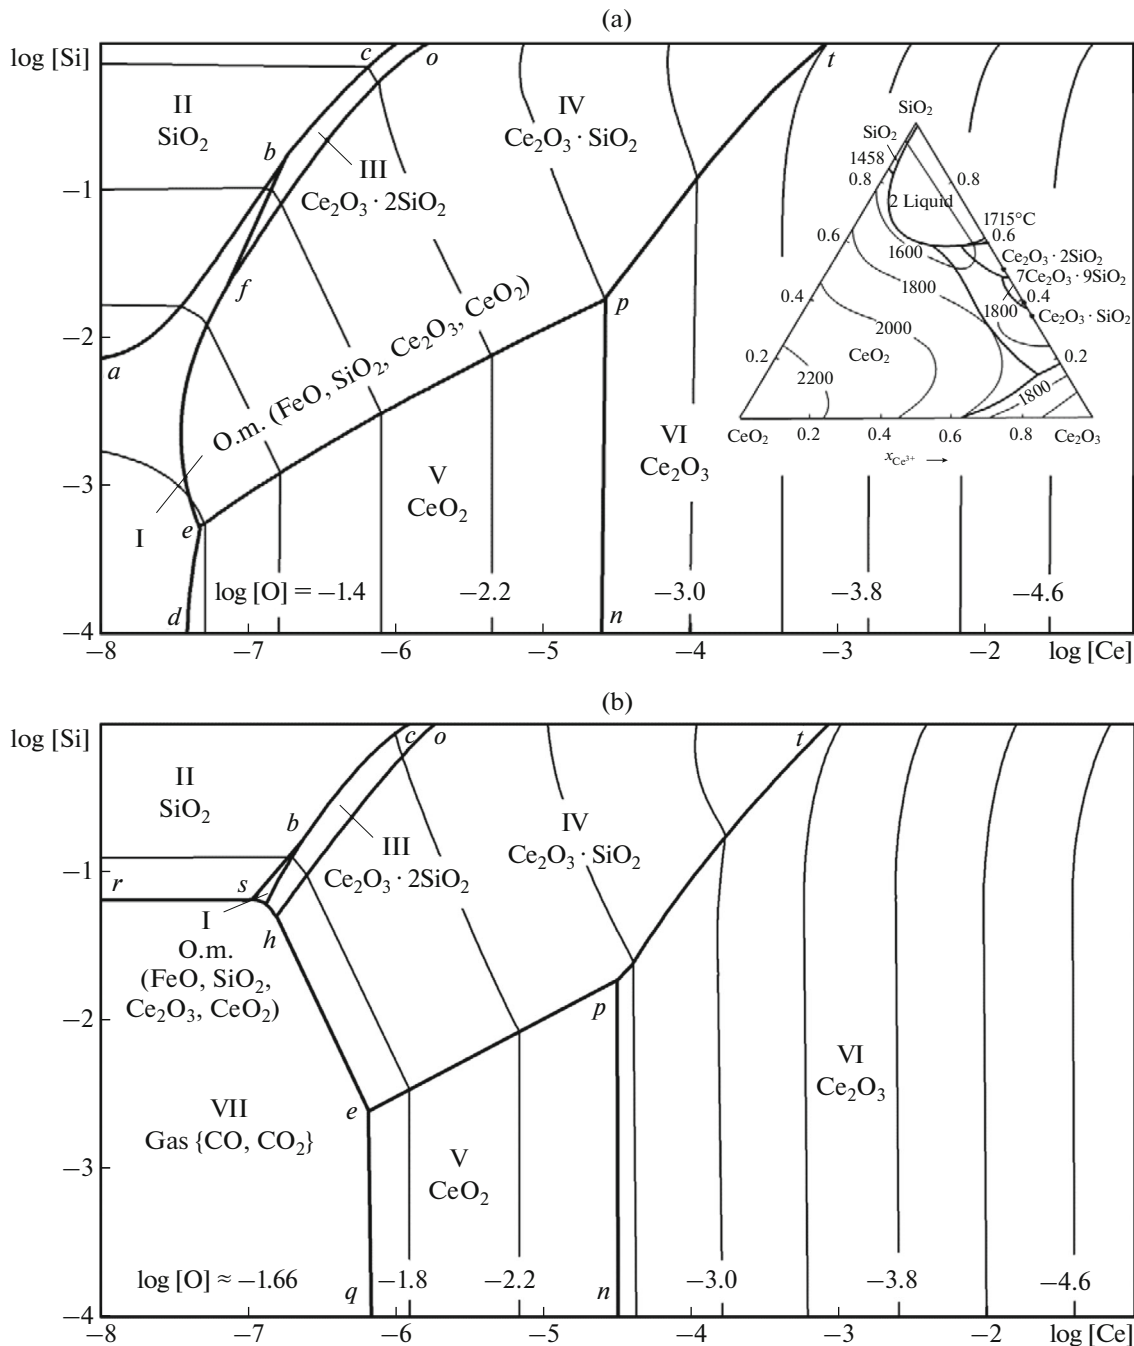 (a)
log [Si]
c
o
t
II
SiO₂
IV
Ce₂O₃ · SiO₂
b
III
Ce₂O₃ · 2SiO₂
−1
f
O.m. (FeO, SiO₂, Ce₂O₃, CeO₂)
p
−2
a
VI
Ce₂O₃
V
CeO₂
−3
e
I
log [O] = −1.4
−2.2
−3.0
−3.8
−4.6
d
n
−4
−8
−7
−6
−5
−4
−3
−2
log [Ce]
SiO₂
SiO₂
1458
0.8
0.8
2 Liquid
1715°C
0.6
0.6
1600
Ce₂O₃ · 2SiO₂
7Ce₂O₃ · 9SiO₂
1800
0.4
0.4
1800
Ce₂O₃ · SiO₂
2000
CeO₂
0.2
0.2
2200
1800
CeO₂
0.2
0.4
0.6
0.8
Ce₂O₃
x_Ce³⁺ →
(b)
log [Si]
c
o
t
II
SiO₂
b
III
Ce₂O₃ · 2SiO₂
IV
Ce₂O₃ · SiO₂
−1
r
s
I
h
O.m.
(FeO, SiO₂,
Ce₂O₃, CeO₂)
−2
p
VI
Ce₂O₃
VII
Gas {CO, CO₂}
e
V
CeO₂
−3
log [O] ≈ −1.66
−1.8
−2.2
−3.0
−3.8
−4.6
q
n
−4
−8
−7
−6
−5
−4
−3
−2
log [Ce]